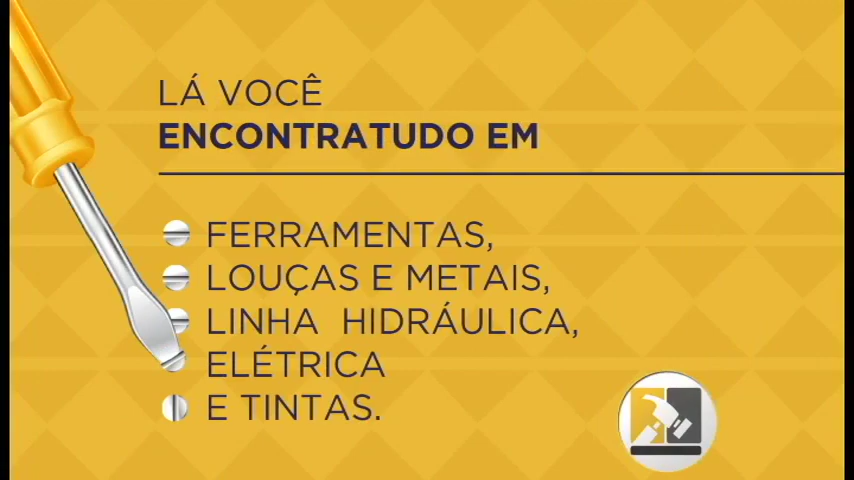 LÁ VOCÊ
ENCONTRATUDO EM
FERRAMENTAS,
LOUÇAS E METAIS,
LINHA HIDRÁULICA,
ELÉTRICA
E TINTAS.